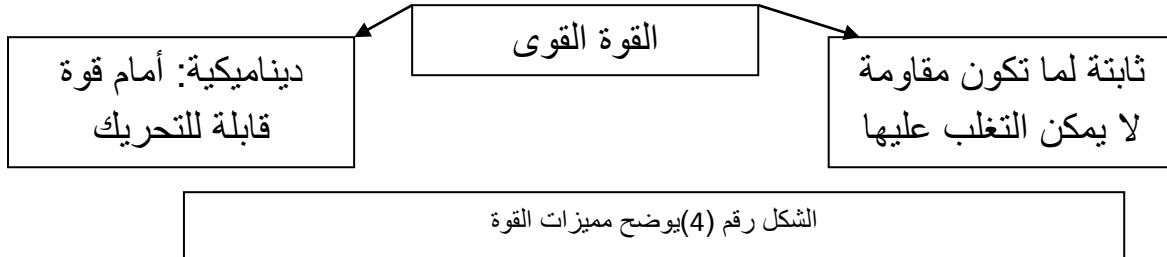 القوة القوى
ثابتة لما تكون مقاومة
لا يمكن التغلب عليها
ديناميكية: أمام قوة
قابلة للتحريك
الشكل رقم (4)يوضح مميزات القوة